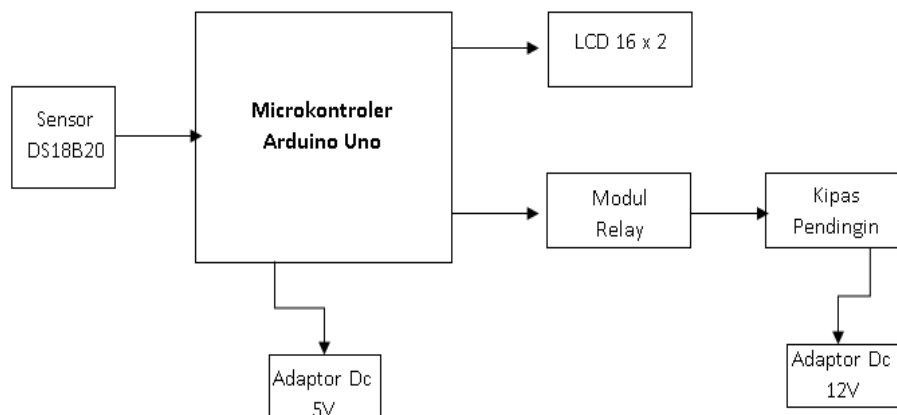 LCD 16 x 2
Microkontroler
Arduino Uno
Sensor
DS18B20
Modul
Relay
Kipas
Pendingin
Adaptor Dc
5V
Adaptor Dc
12V